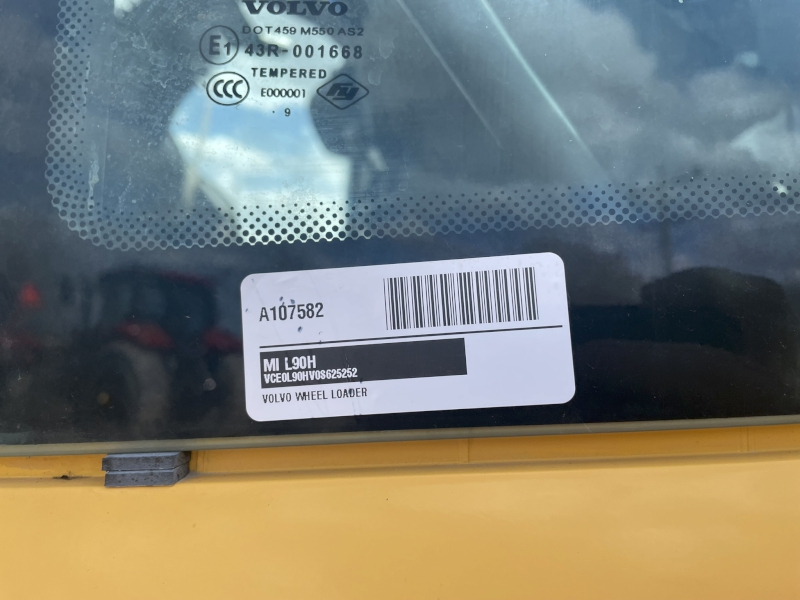 VOLVO
DOT459 M550 AS2
E1 43R-001668
TEMPERED
CCC E000001
9
A107582
MI L90H
VCE0L90HV0S625252
VOLVO WHEEL LOADER